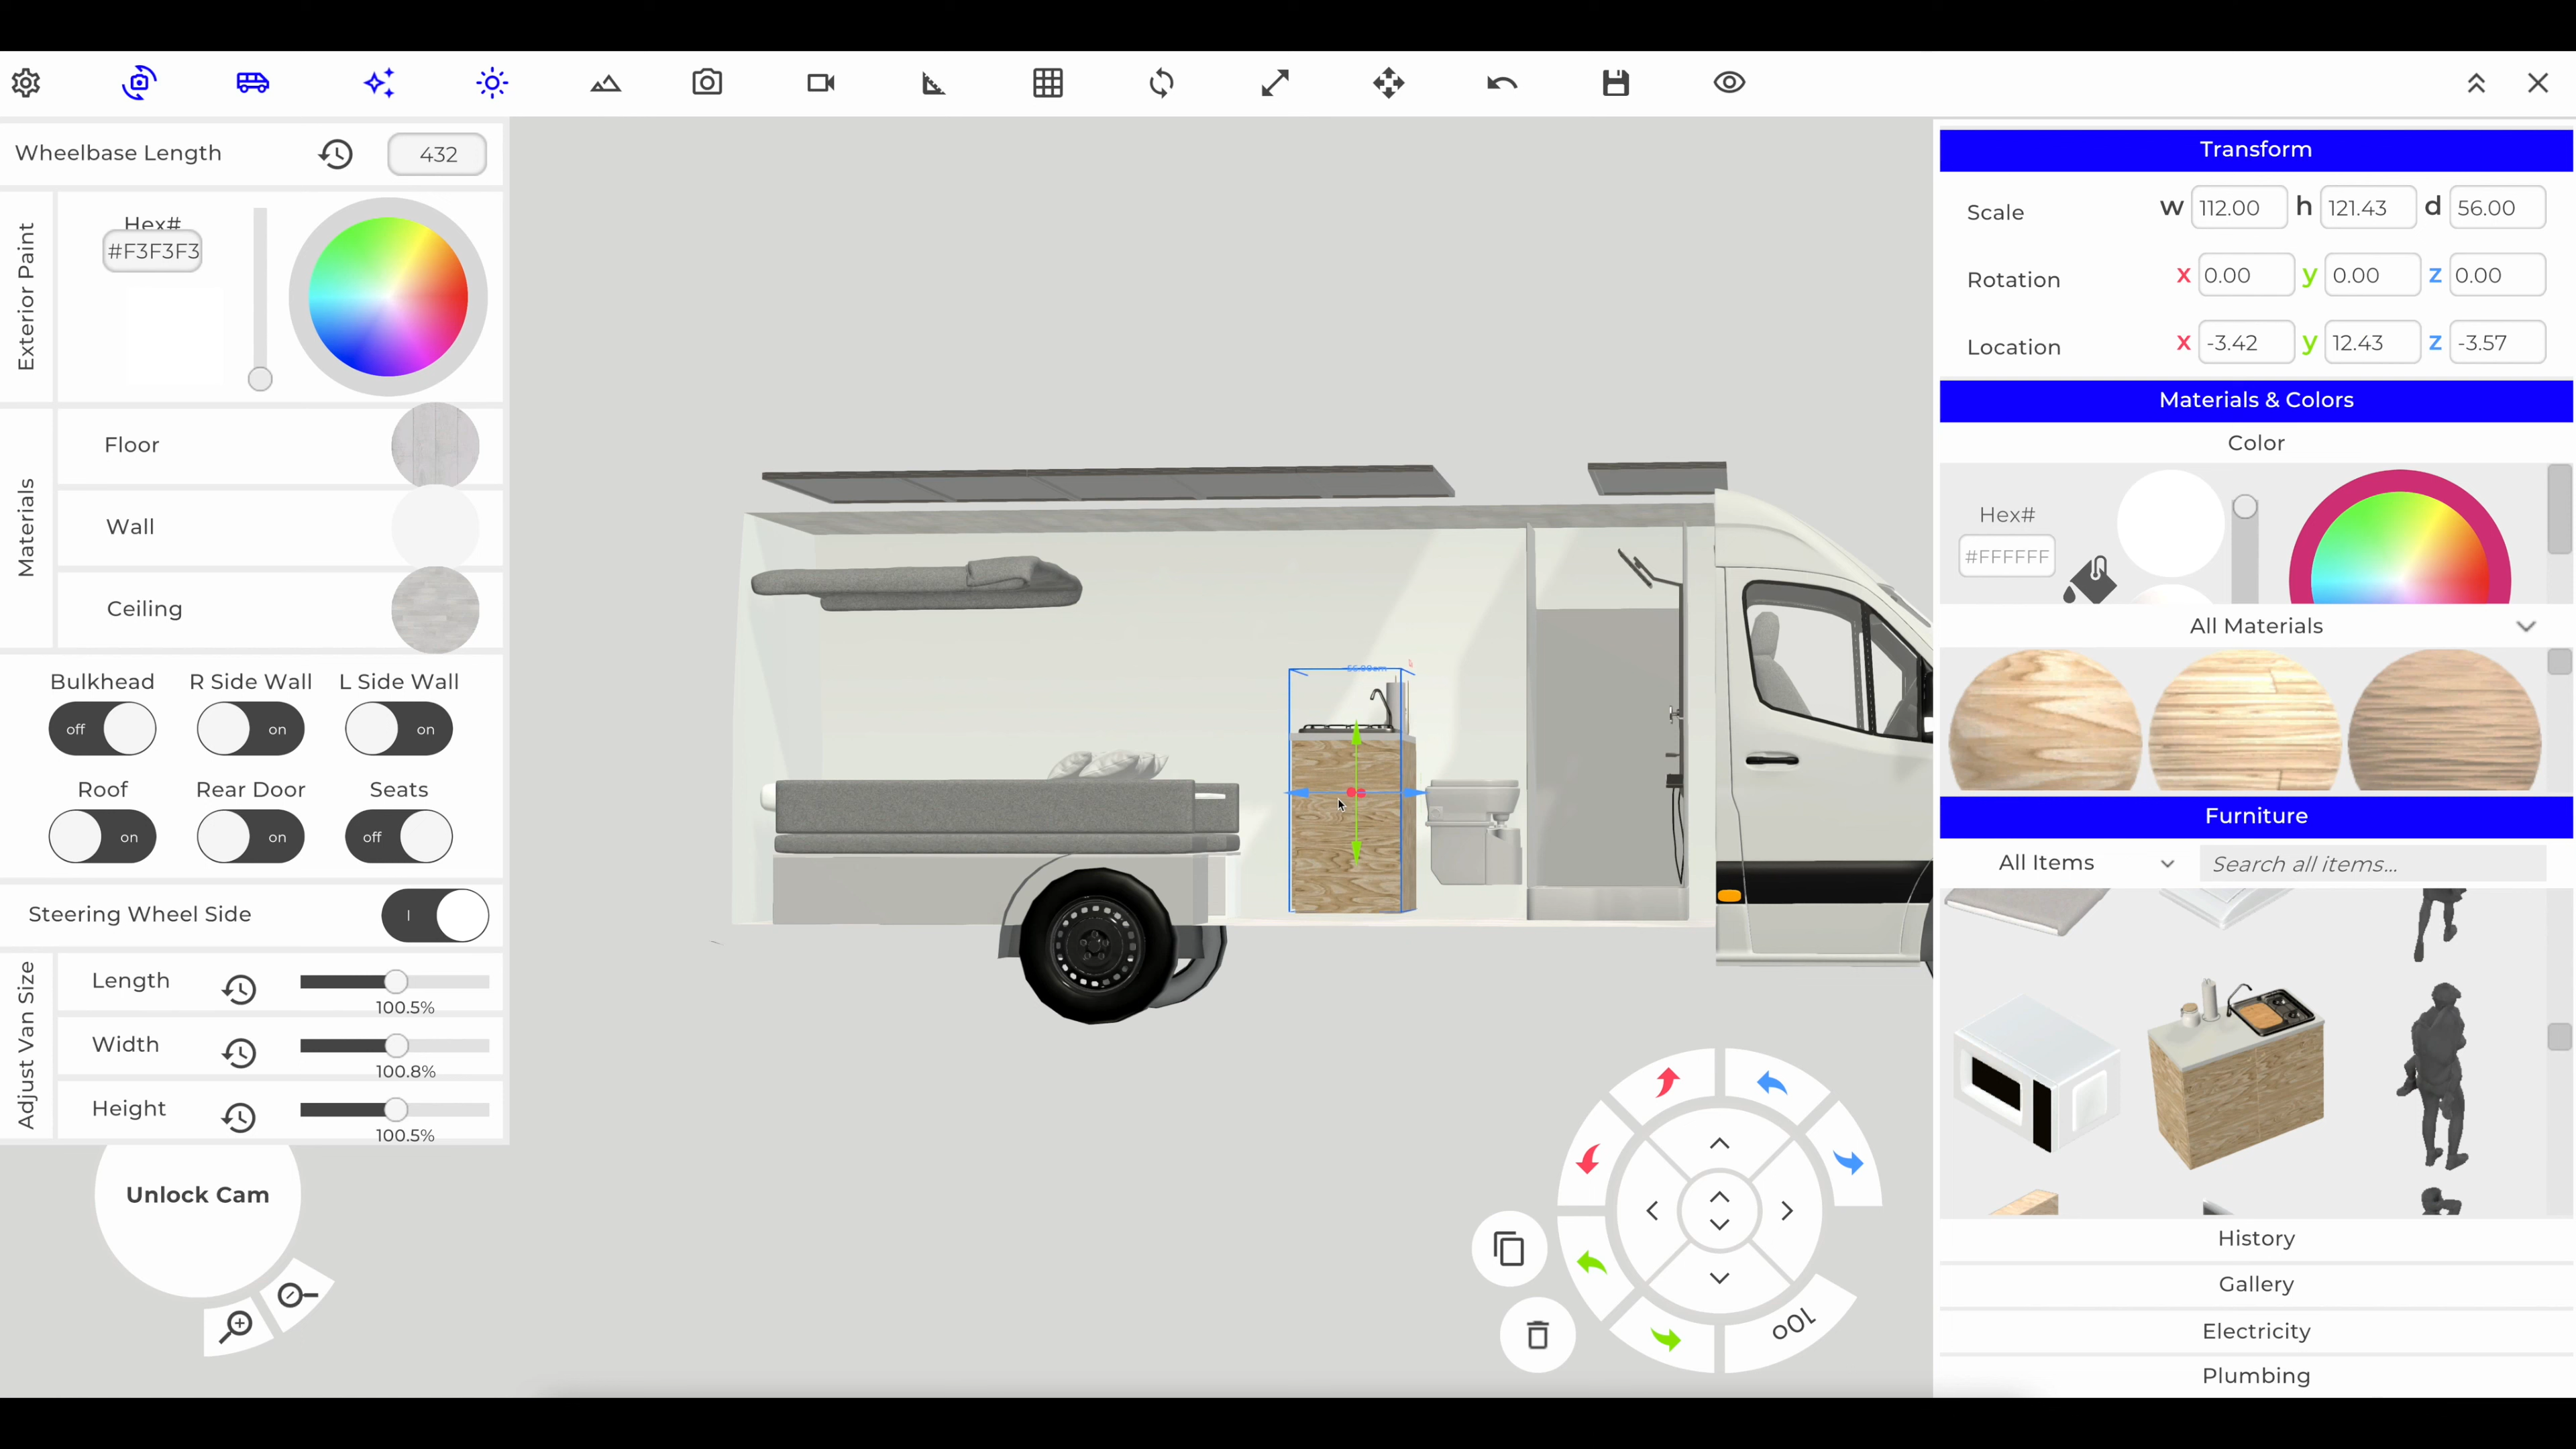 Wheelbase Length
432
Exterior Paint
Hex#
#F3F3F3
Materials
Floor
Wall
Ceiling
Bulkhead
R Side Wall
L Side Wall
off
on
on
Roof
Rear Door
Seats
on
on
off
Steering Wheel Side
Adjust Van Size
Length
100.5%
Width
100.8%
Height
100.5%
Unlock Cam
100
Transform
Scale
w 112.00 h 121.43 d 56.00
Rotation
x 0.00 y 0.00 z 0.00
Location
x -3.42 y 12.43 z -3.57
Materials & Colors
Color
Hex#
#FFFFFF
All Materials
Furniture
All Items
Search all items...
History
Gallery
Electricity
Plumbing